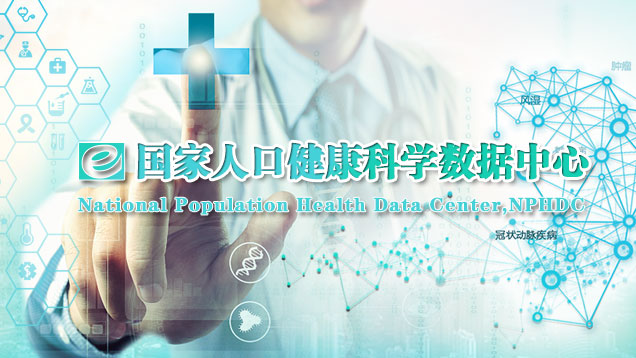 肿瘤
风湿
国家人口健康科学数据中心
National Population Health Data Center,NPHDC
冠状动脉疾病